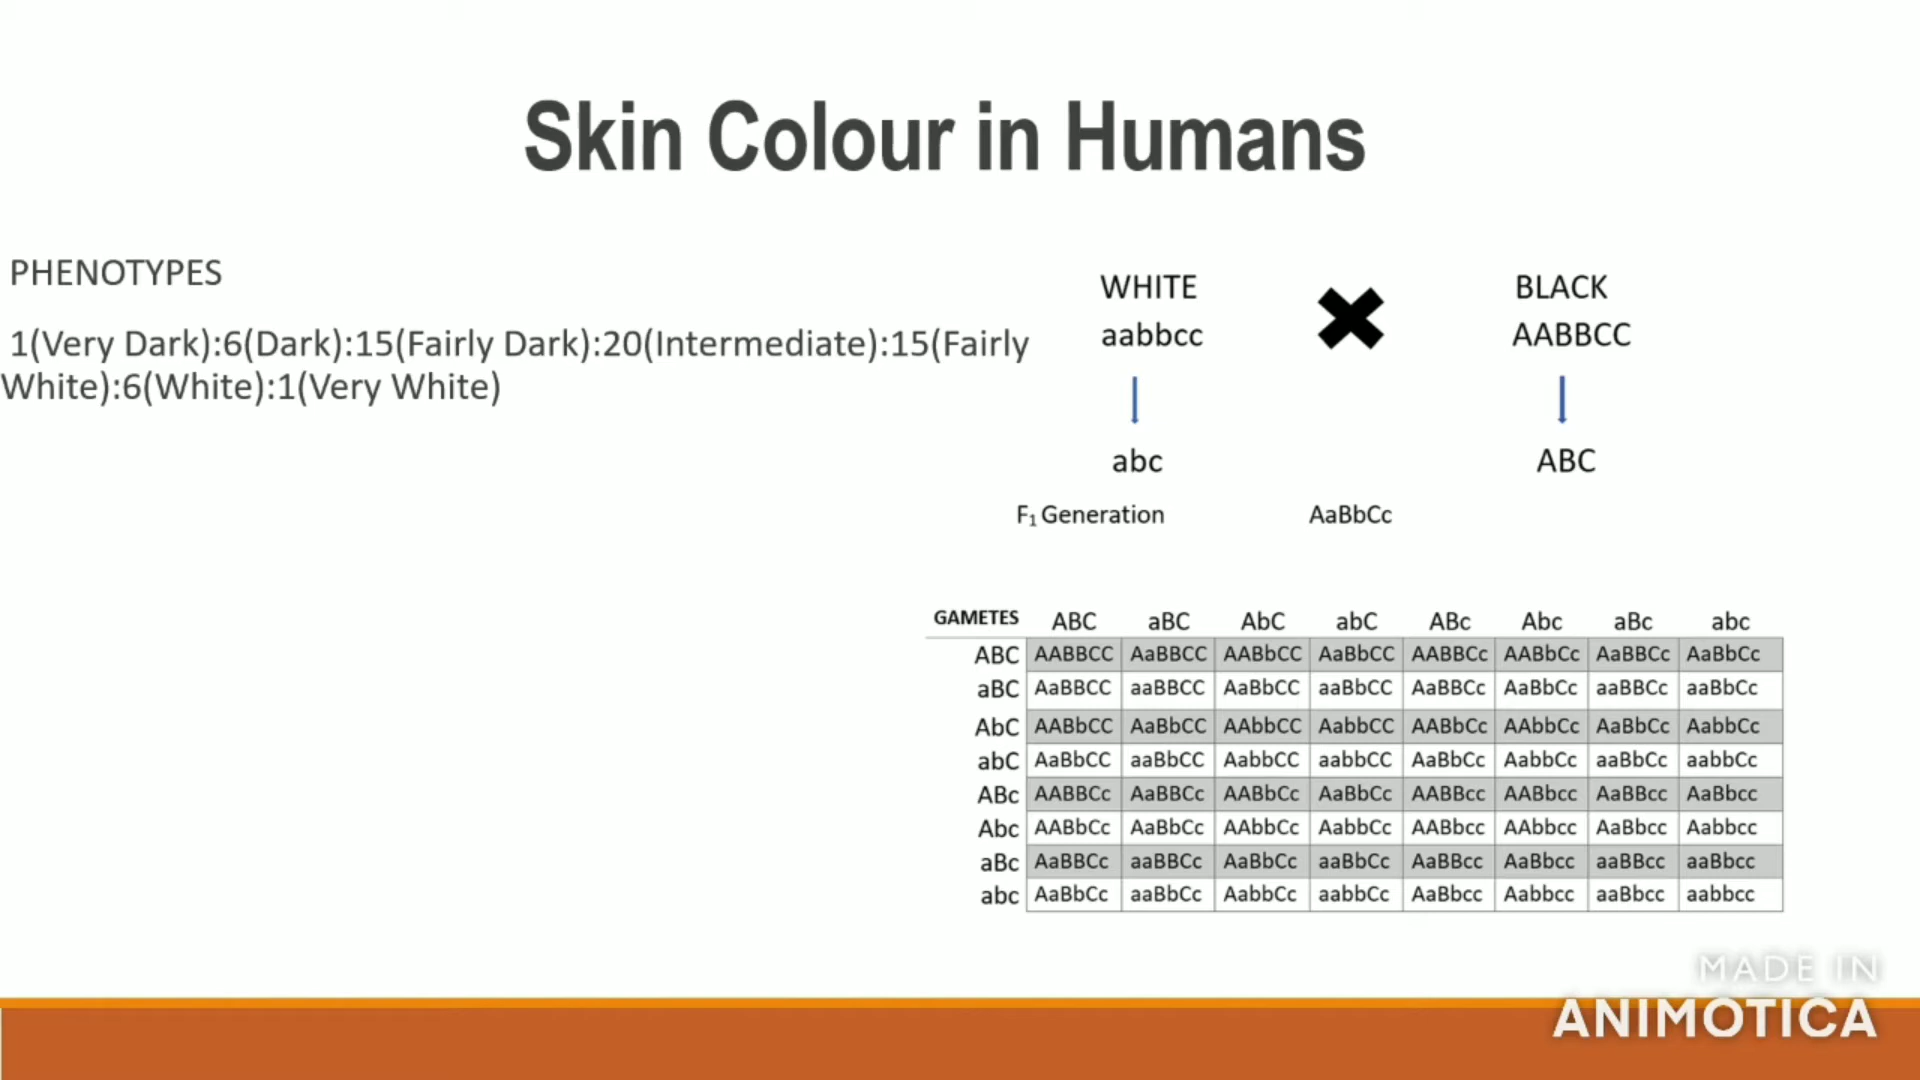 Skin Colour in Humans
PHENOTYPES
1(Very Dark):6(Dark):15(Fairly Dark):20(Intermediate):15(Fairly
White):6(White):1(Very White)
WHITE BLACK
aabbcc AABBCC
abc ABC
F₁ Generation AaBbCc
GAMETES ABC aBC AbC abC ABc Abc aBc abc
ABC AABBCC AaBBCC AABbCC AaBbCC AABBCc AABbCc AaBBCc AaBbCc
aBC AaBBCC aaBBCC AaBbCC aaBbCC AaBBCc AaBbCc aaBBCc aaBbCc
AbC AABbCC AaBbCC AAbbCC AabbCC AABbCc AAbbCc AaBbCc AabbCc
abC AaBbCC aaBbCC AabbCC aabbCC AaBbCc AabbCc aaBbCc aabbCc
ABc AABBCc AaBBCc AABbCc AaBbCc AABBcc AABbcc AaBBcc AaBbcc
Abc AABbCc AaBbCc AAbbCc AabbCc AABbcc AAbbcc AaBbcc Aabbcc
aBc AaBBCc aaBBCc AaBbCc aaBbCc AaBBcc AaBbcc aaBBcc aaBbcc
abc AaBbCc aaBbCc AabbCc aabbCc AaBbcc Aabbcc aaBbcc aabbcc
MADE IN
ANIMOTICA